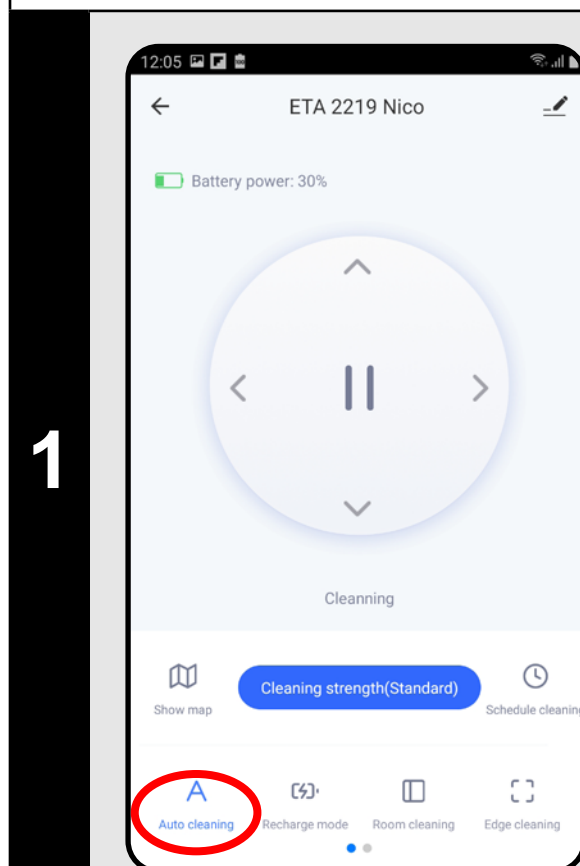 12:05
ETA 2219 Nico
Battery power: 30%
1
Cleanning
Cleaning strength(Standard)
Show map
Schedule cleaning
A
Auto cleaning
Recharge mode
Room cleaning
Edge cleaning